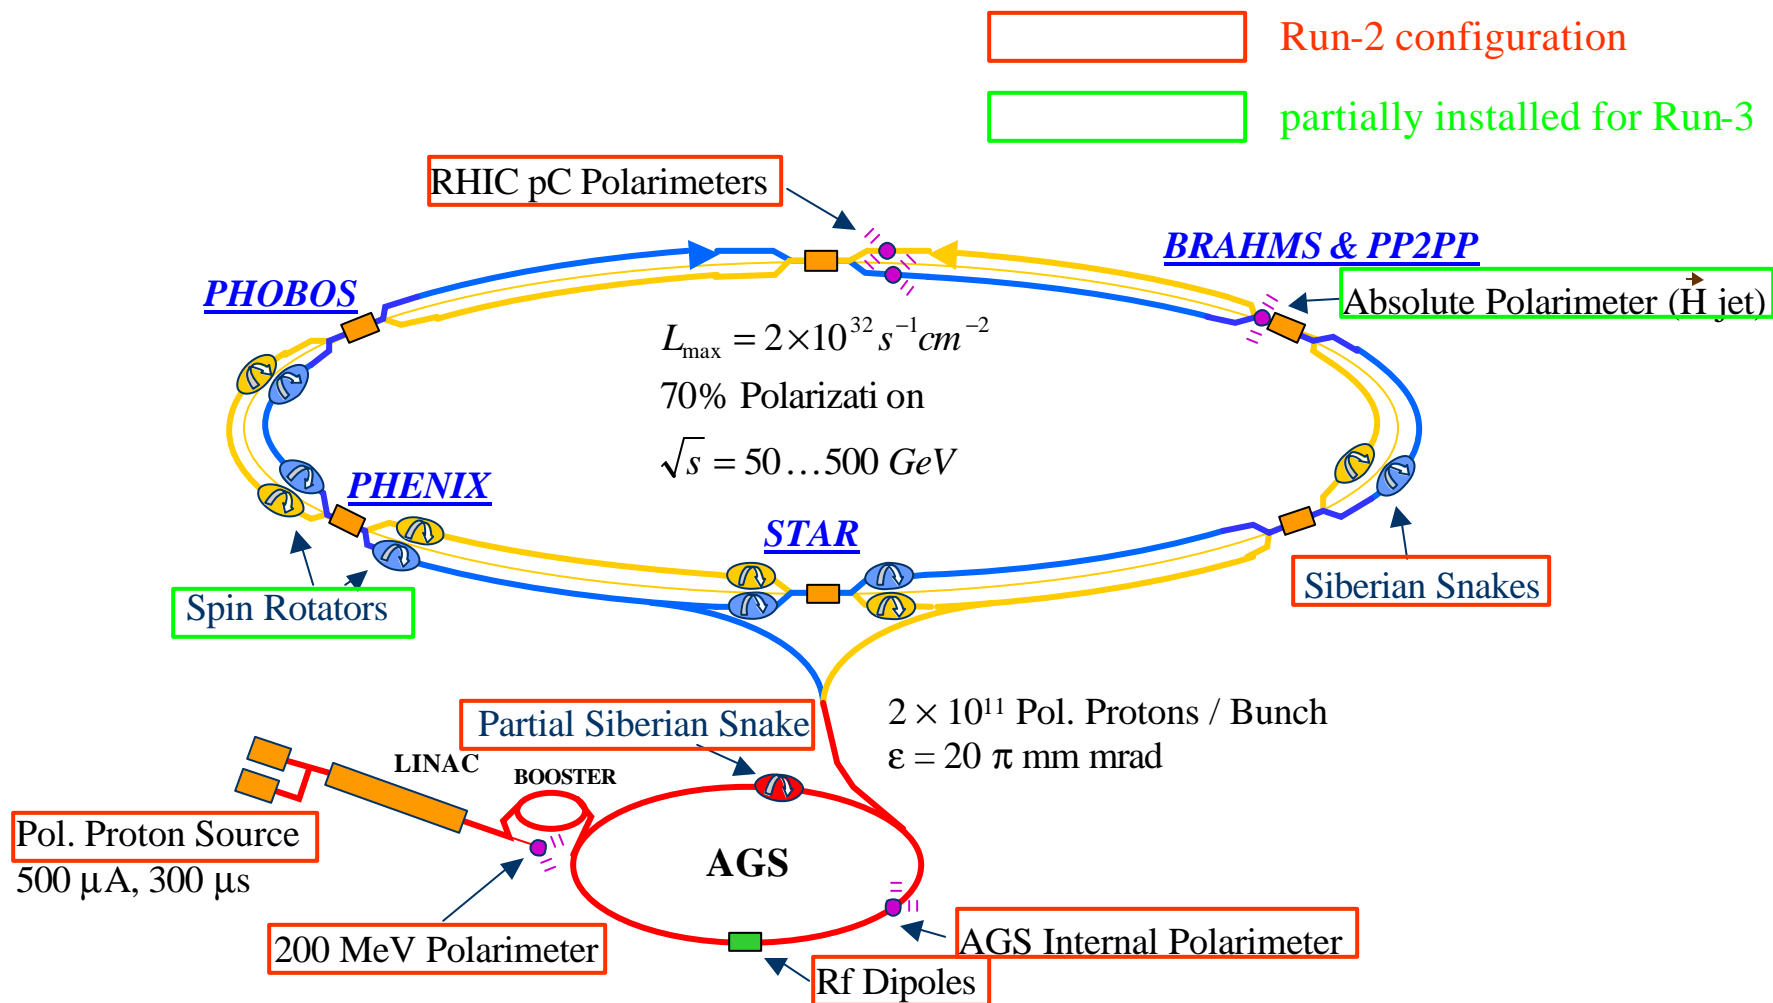 Run-2 configuration
partially installed for Run-3
RHIC pC Polarimeters
BRAHMS & PP2PP
PHOBOS
Absolute Polarimeter (H⃗ jet)
L_max = 2×10^32 s^−1 cm^−2
70% Polarizati on
√s = 50…500 GeV
PHENIX
STAR
Siberian Snakes
Spin Rotators
Partial Siberian Snake
2 × 10^11 Pol. Protons / Bunch
ε = 20 π mm mrad
LINAC
BOOSTER
Pol. Proton Source
500 μA, 300 μs
AGS
200 MeV Polarimeter
AGS Internal Polarimeter
Rf Dipoles